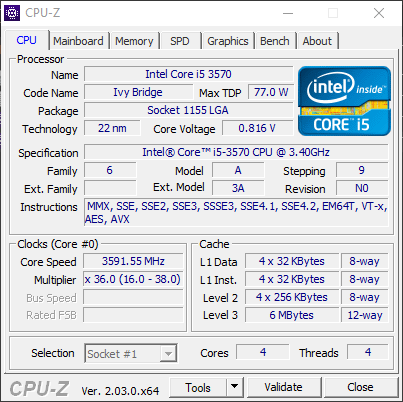 CPU-Z
CPU Mainboard Memory SPD Graphics Bench About
Processor
Name Intel Core i5 3570
Code Name Ivy Bridge Max TDP 77.0 W
Package Socket 1155 LGA
Technology 22 nm Core Voltage 0.816 V
intel inside™
CORE™ i5
Specification Intel® Core™ i5-3570 CPU @ 3.40GHz
Family 6 Model A Stepping 9
Ext. Family Ext. Model 3A Revision N0
Instructions MMX, SSE, SSE2, SSE3, SSSE3, SSE4.1, SSE4.2, EM64T, VT-x,
AES, AVX
Clocks (Core #0)
Core Speed 3591.55 MHz
Multiplier x 36.0 (16.0 - 38.0)
Bus Speed
Rated FSB
Cache
L1 Data 4 x 32 KBytes 8-way
L1 Inst. 4 x 32 KBytes 8-way
Level 2 4 x 256 KBytes 8-way
Level 3 6 MBytes 12-way
Selection Socket #1 Cores 4 Threads 4
CPU-Z Ver. 2.03.0.x64 Tools Validate Close